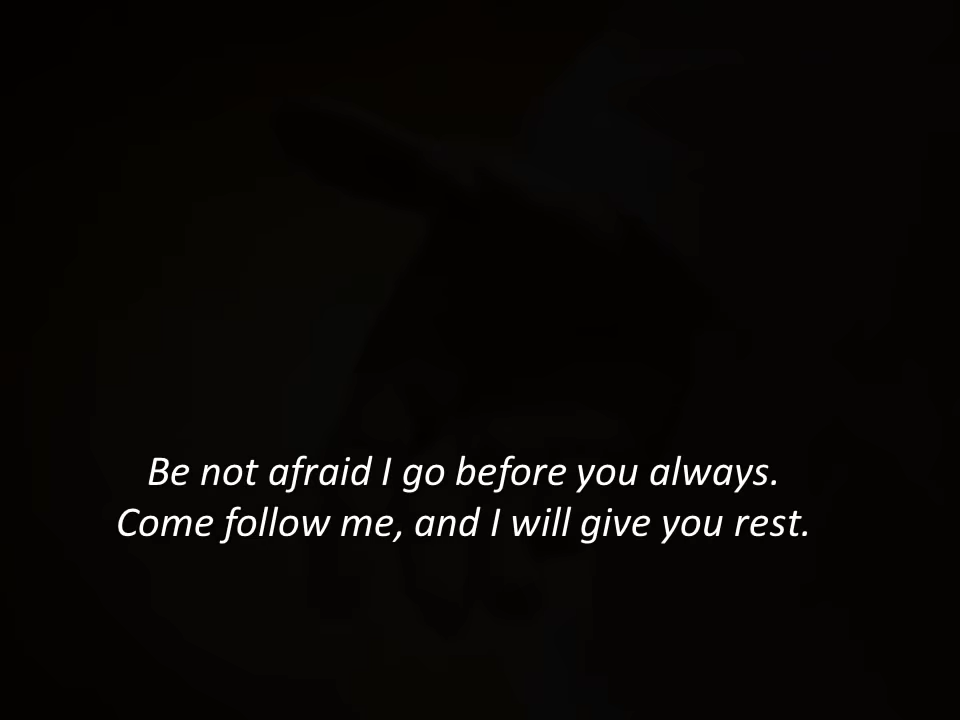 Be not afraid I go before you always.
Come follow me, and I will give you rest.